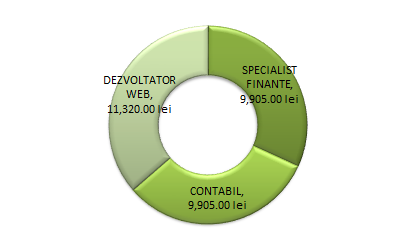 DEZVOLTATOR
WEB,
11,320.00 lei
SPECIALIST
FINANTE,
9,905.00 lei
CONTABIL,
9,905.00 lei